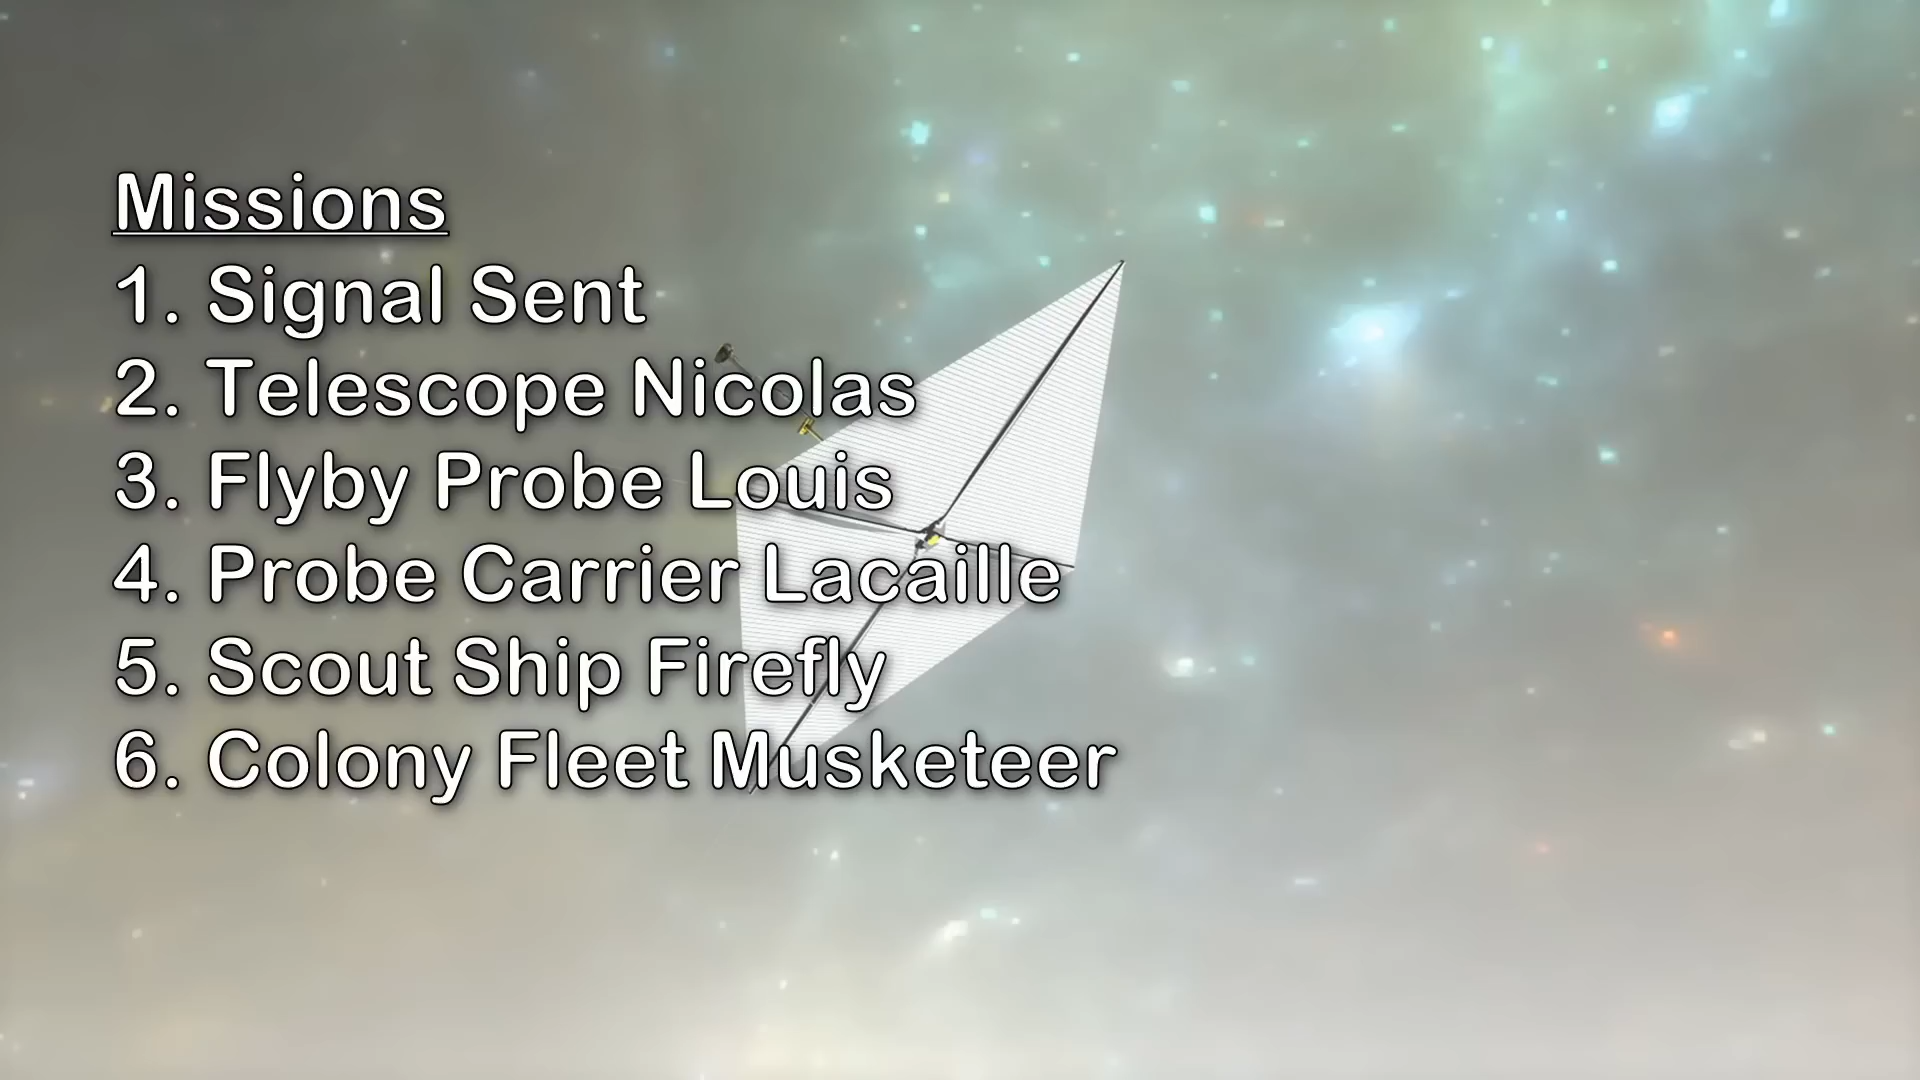 Missions
1. Signal Sent
2. Telescope Nicolas
3. Flyby Probe Louis
4. Probe Carrier Lacaille
5. Scout Ship Firefly
6. Colony Fleet Musketeer